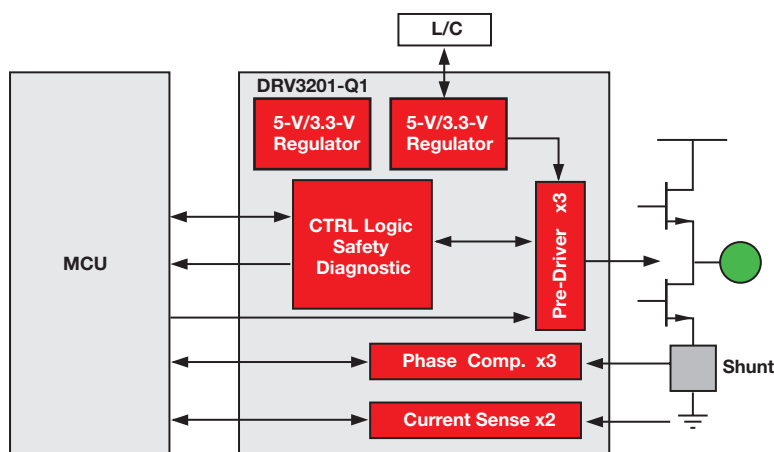 L/C
DRV3201-Q1
5-V/3.3-V
Regulator
5-V/3.3-V
Regulator
MCU
CTRL Logic
Safety
Diagnostic
Pre-Driver x3
Phase Comp. x3
Shunt
Current Sense x2